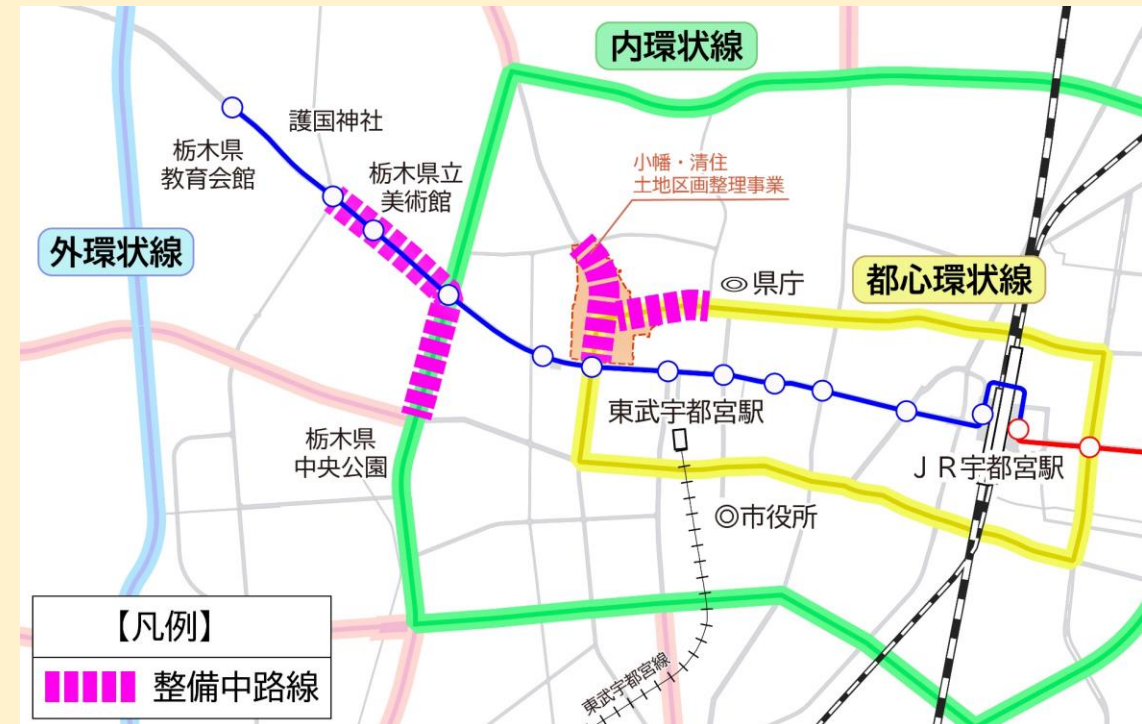 内環状線
護国神社
栃木県
教育会館
栃木県立
美術館
小幡・清住
土地区画整理事業
外環状線
県庁
都心環状線
東武宇都宮駅
栃木県
中央公園
ＪＲ宇都宮駅
市役所
東武宇都宮線
【凡例】
整備中路線